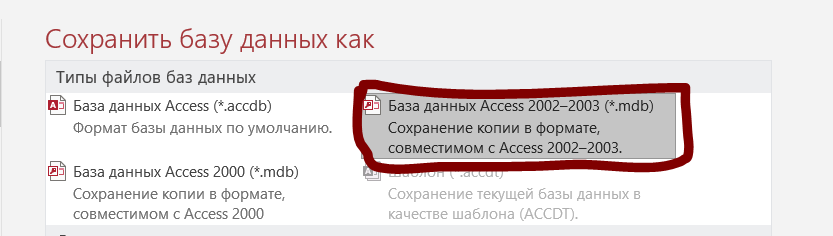 Сохранить базу данных как
Типы файлов баз данных
База данных Access (*.accdb)
Формат базы данных по умолчанию.
База данных Access 2002–2003 (*.mdb)
Сохранение копии в формате,
совместимом с Access 2002–2003.
База данных Access 2000 (*.mdb)
Сохранение копии в формате,
совместимом с Access 2000
Шаблон (*.accdt)
Сохранение текущей базы данных в
качестве шаблона (ACCDT).